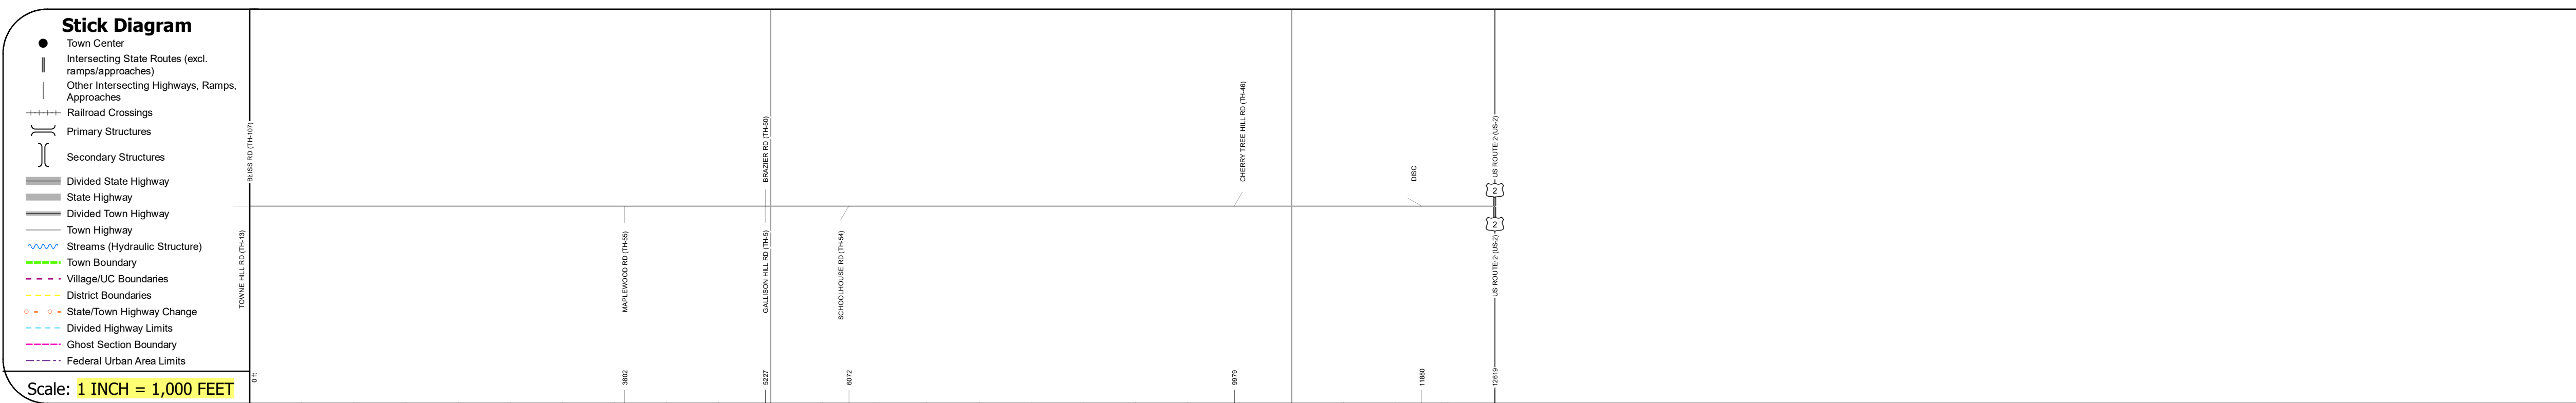 Stick Diagram
Town Center
Intersecting State Routes (excl.
ramps/approaches)
Other Intersecting Highways, Ramps,
Approaches
Railroad Crossings
Primary Structures
Secondary Structures
Divided State Highway
State Highway
Divided Town Highway
Town Highway
Streams (Hydraulic Structure)
Town Boundary
Village/UC Boundaries
District Boundaries
State/Town Highway Change
Divided Highway Limits
Ghost Section Boundary
Federal Urban Area Limits
Scale: 1 INCH = 1,000 FEET
BLISS RD (TH-107)
TOWNE HILL RD (TH-13)
0 ft
MAPLEWOOD RD (TH-55)
3802
BRAZIER RD (TH-50)
GALLISON HILL RD (TH-5)
5227
SCHOOLHOUSE RD (TH-54)
6072
CHERRY TREE HILL RD (TH-46)
9979
DISC
11880
US ROUTE 2 (US-2)
2
2
US ROUTE 2 (US-2)
12619